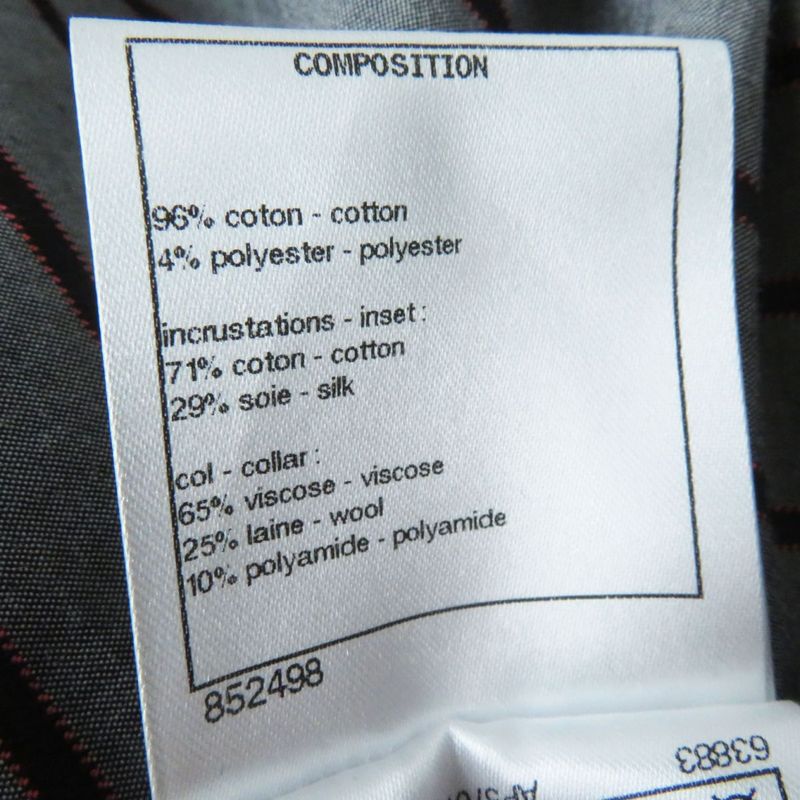 COMPOSITION
96% coton - cotton
4% polyester - polyester
incrustations - inset :
71% coton - cotton
29% soie - silk
col - collar :
65% viscose - viscose
25% laine - wool
10% polyamide - polyamide
852498
63883